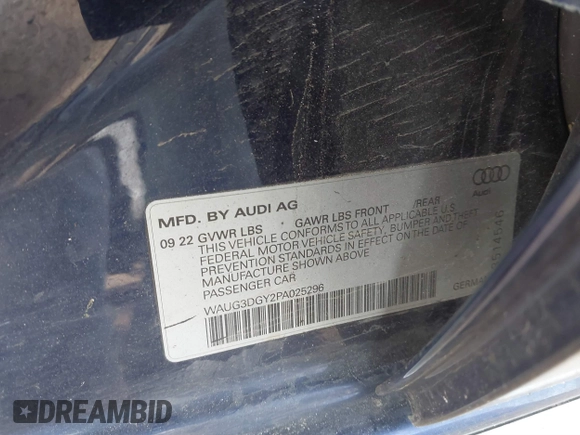 MFD. BY AUDI AG
09 22 GVWR LBS GAWR LBS FRONT /REAR
THIS VEHICLE CONFORMS TO ALL APPLICABLE U.S.
FEDERAL MOTOR VEHICLE SAFETY, BUMPER AND THEFT
PREVENTION STANDARDS IN EFFECT ON THE DATE OF
MANUFACTURE SHOWN ABOVE
PASSENGER CAR
WAUG3DGY2PA025296
Audi
GERMAN
DREAMBID